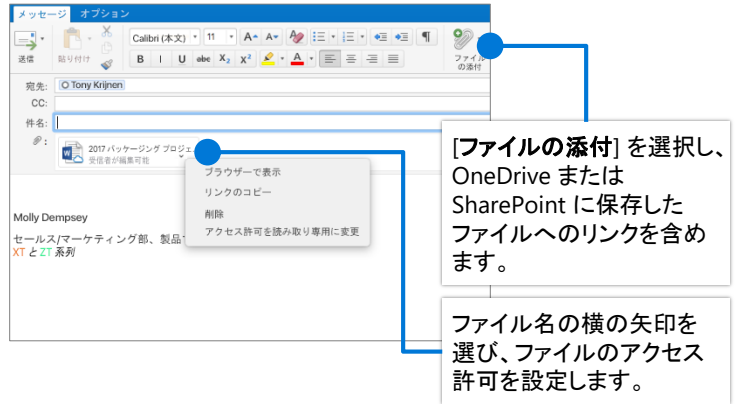 メッセージ オプション
Calibri (本文) 11 A A
送信 貼り付け B I U abc X₂ X² A ファイルの添付
宛先: Tony Krijnen
CC:
件名:
2017 パッケージング プロジェ...
受信者が編集可能
ブラウザーで表示
リンクのコピー
削除
アクセス許可を読み取り専用に変更
Molly Dempsey
セールス/マーケティング部、製品
XT と ZT 系列
[ファイルの添付] を選択し、
OneDrive または
SharePoint に保存した
ファイルへのリンクを含め
ます。
ファイル名の横の矢印を
選び、ファイルのアクセス
許可を設定します。